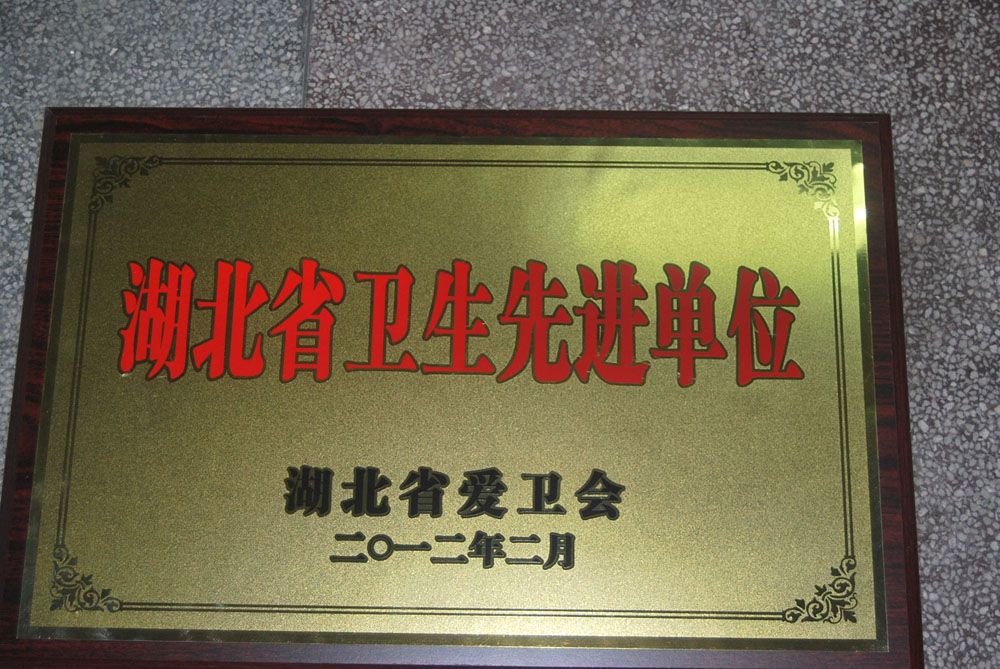 湖北省卫生先进单位
湖北省爱卫会
二〇一二年二月